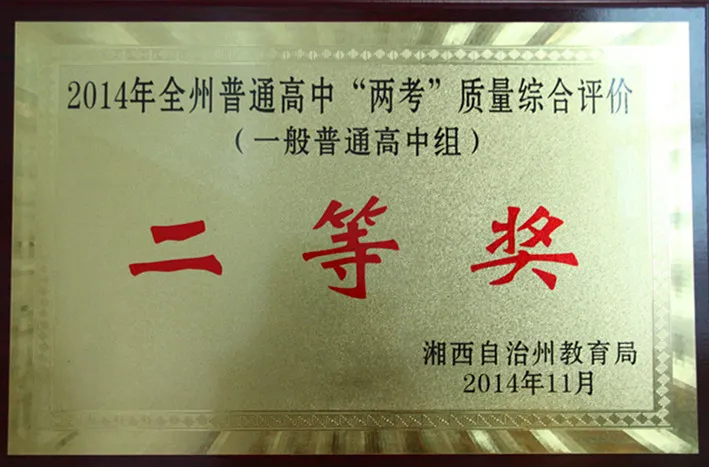 2014年全州普通高中“两考”质量综合评价
（一般普通高中组）
二等奖
湘西自治州教育局
2014年11月